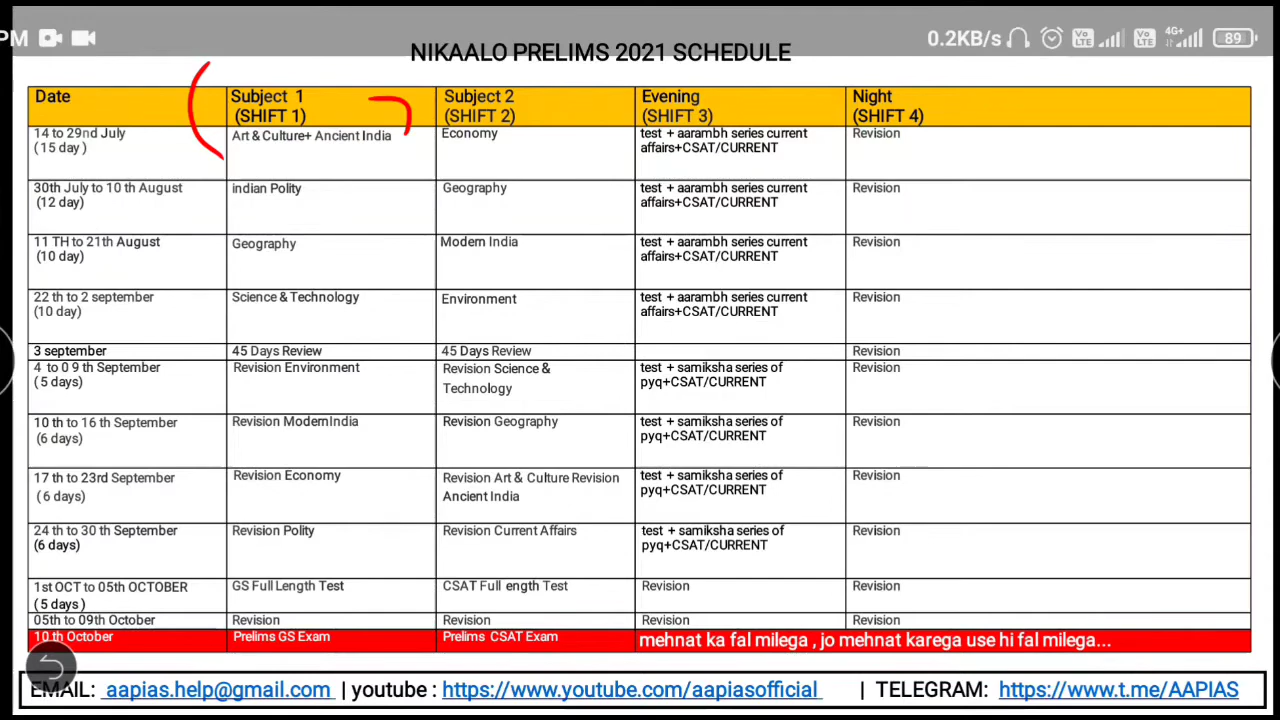 PM 0.2KB/s Vo LTE Vo LTE 4G+ 89
NIKAALO PRELIMS 2021 SCHEDULE
Date Subject 1 Subject 2 Evening Night
(SHIFT 1) (SHIFT 2) (SHIFT 3) (SHIFT 4)
14 to 29nd July Art & Culture+ Ancient India Economy test + aarambh series current Revision
(15 day) affairs+CSAT/CURRENT
30th July to 10 th August indian Polity Geography test + aarambh series current Revision
(12 day) affairs+CSAT/CURRENT
11 TH to 21th August Geography Modern India test + aarambh series current Revision
(10 day) affairs+CSAT/CURRENT
22 th to 2 september Science & Technology Environment test + aarambh series current Revision
(10 day) affairs+CSAT/CURRENT
3 september 45 Days Review 45 Days Review Revision
4 to 0 9 th September Revision Environment Revision Science & test + samiksha series of Revision
(5 days) Technology pyq+CSAT/CURRENT
10 th to 16 th September Revision ModernIndia Revision Geography test + samiksha series of Revision
(6 days) pyq+CSAT/CURRENT
17 th to 23rd September Revision Economy Revision Art & Culture Revision test + samiksha series of Revision
(6 days) Ancient India pyq+CSAT/CURRENT
24 th to 30 th September Revision Polity Revision Current Affairs test + samiksha series of Revision
(6 days) pyq+CSAT/CURRENT
1st OCT to 05th OCTOBER GS Full Length Test CSAT Full ength Test Revision Revision
(5 days)
05th to 09th October Revision Revision Revision Revision
10 th October Prelims GS Exam Prelims CSAT Exam mehnat ka fal milega , jo mehnat karega use hi fal milega...
EMAIL: aapias.help@gmail.com | youtube : https://www.youtube.com/aapiasofficial | TELEGRAM: https://www.t.me/AAPIAS